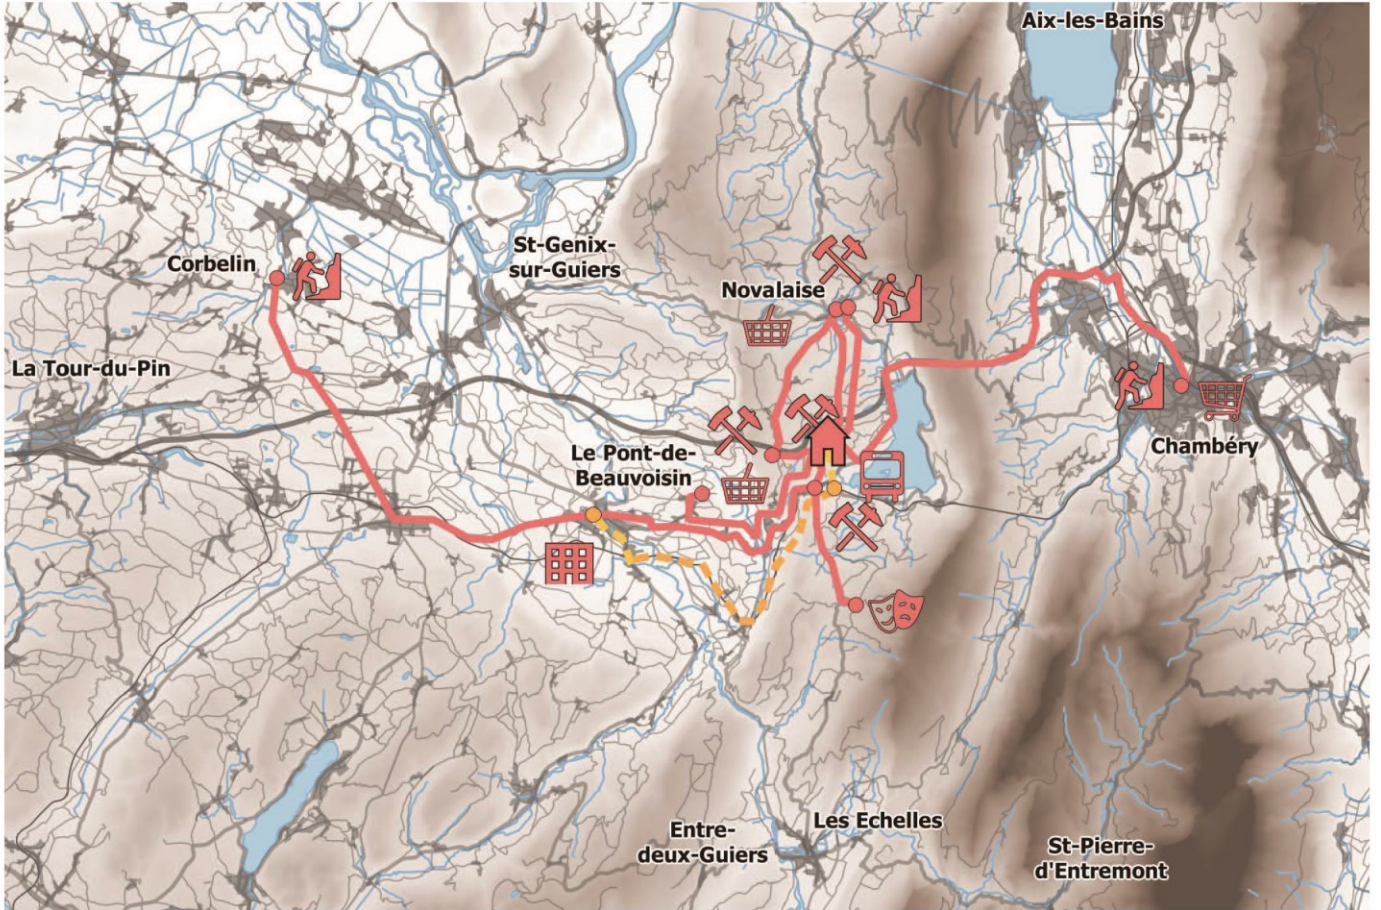 Aix-les-Bains
St-Genix-
sur-Guiers
Corbelin
Novalaise
La Tour-du-Pin
Le Pont-de-
Beauvoisin
Chambéry
Les Echelles
Entre-
deux-Guiers
St-Pierre-
d'Entremont